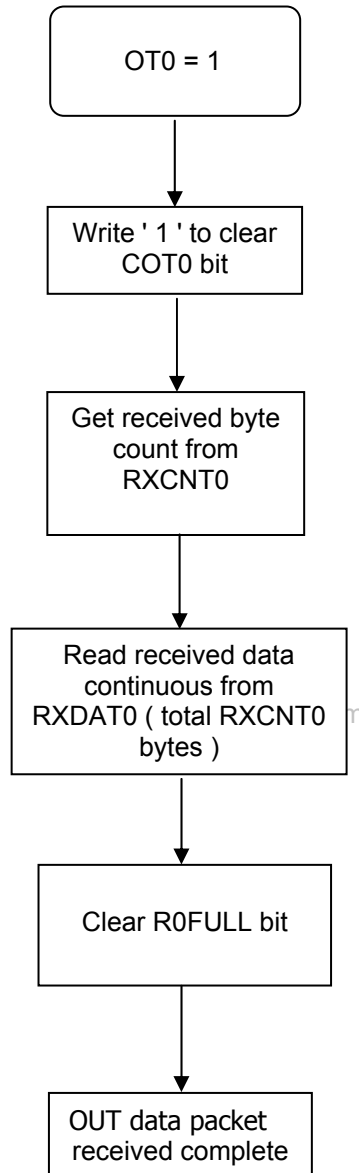 OT0 = 1
Write ' 1 ' to clear
COT0 bit
Get received byte
count from
RXCNT0
Read received data
continuous from
RXDAT0 ( total RXCNT0
bytes )
Clear R0FULL bit
OUT data packet
received complete